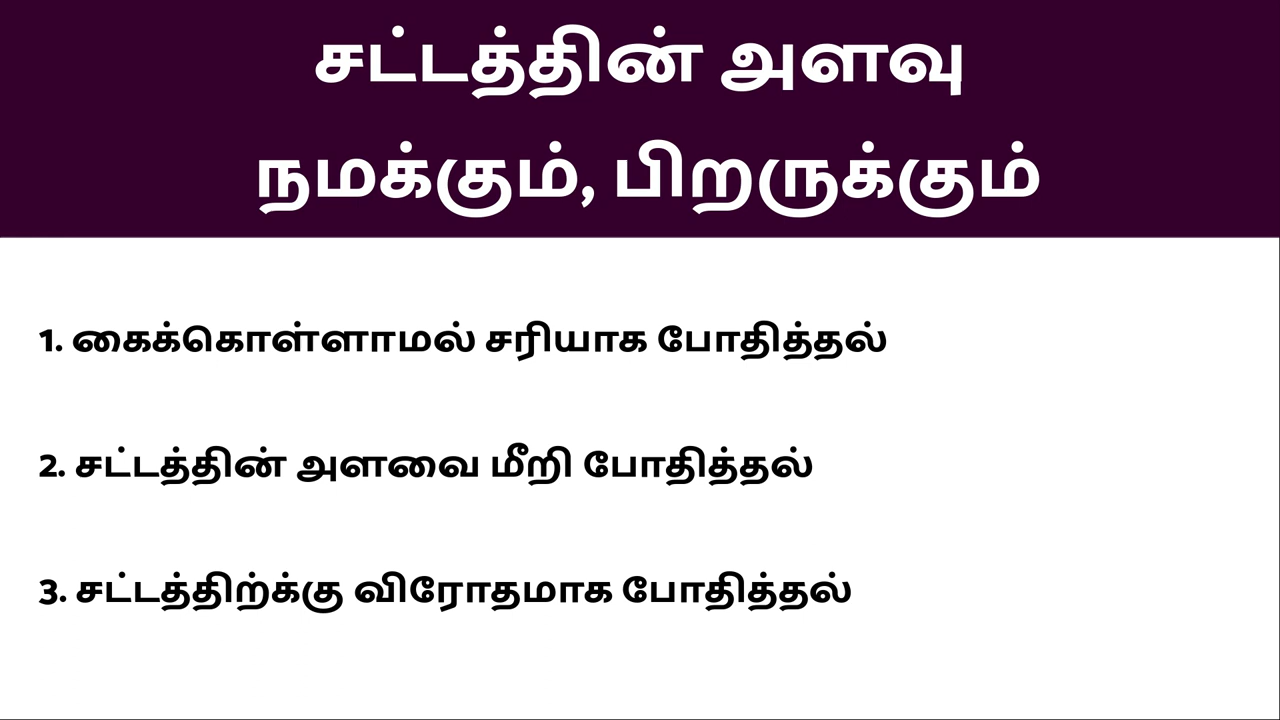 சட்டத்தின் அளவு
நமக்கும், பிறருக்கும்
1. கைக்கொள்ளாமல் சரியாக போதித்தல்
2. சட்டத்தின் அளவை மீறி போதித்தல்
3. சட்டத்திற்க்கு விரோதமாக போதித்தல்